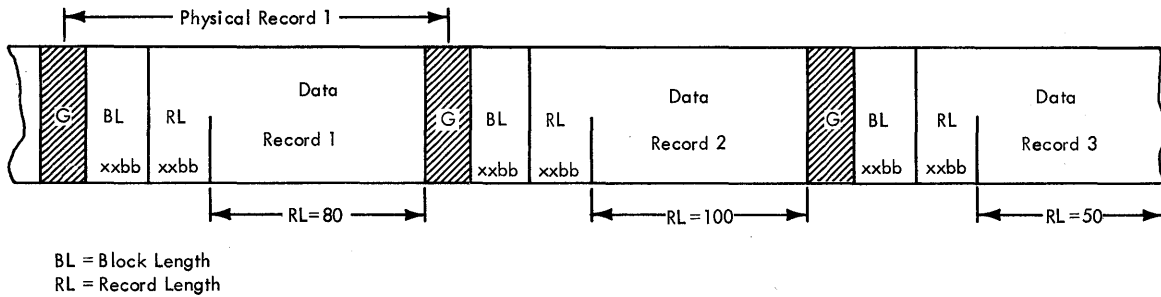 Physical Record 1
G BL RL Data G BL RL Data G BL RL Data
Record 1 Record 2 Record 3
xxbb xxbb xxbb xxbb xxbb xxbb
RL=80 RL=100 RL=50
BL = Block Length
RL = Record Length